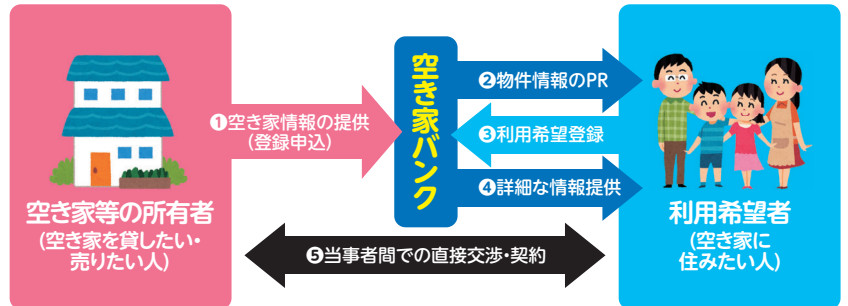 空き家等の所有者
(空き家を貸したい・
売りたい人)
❶空き家情報の提供
(登録申込)
空き家バンク
❷物件情報のPR
❸利用希望登録
❹詳細な情報提供
❺当事者間での直接交渉・契約
利用希望者
(空き家に
住みたい人)